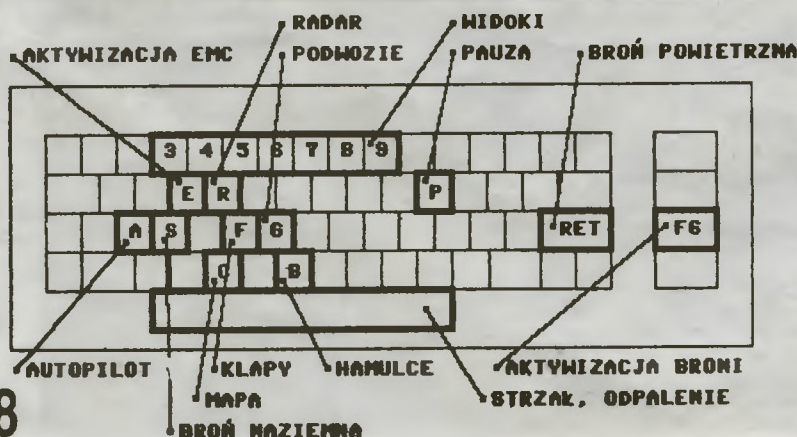 RADAR WIDOKI
AKTYWIZACJA EMC PODWOZIE PAUZA BROŃ POWIETRZNA
3 4 5 6 7 8 9
E R P
A S F G RET F6
C B
AUTOPILOT KLAPY HAMULCE AKTYWIZACJA BRONI
MAPA STRZAŁ, ODPALENIE
8
BROŃ NAZIEMNA